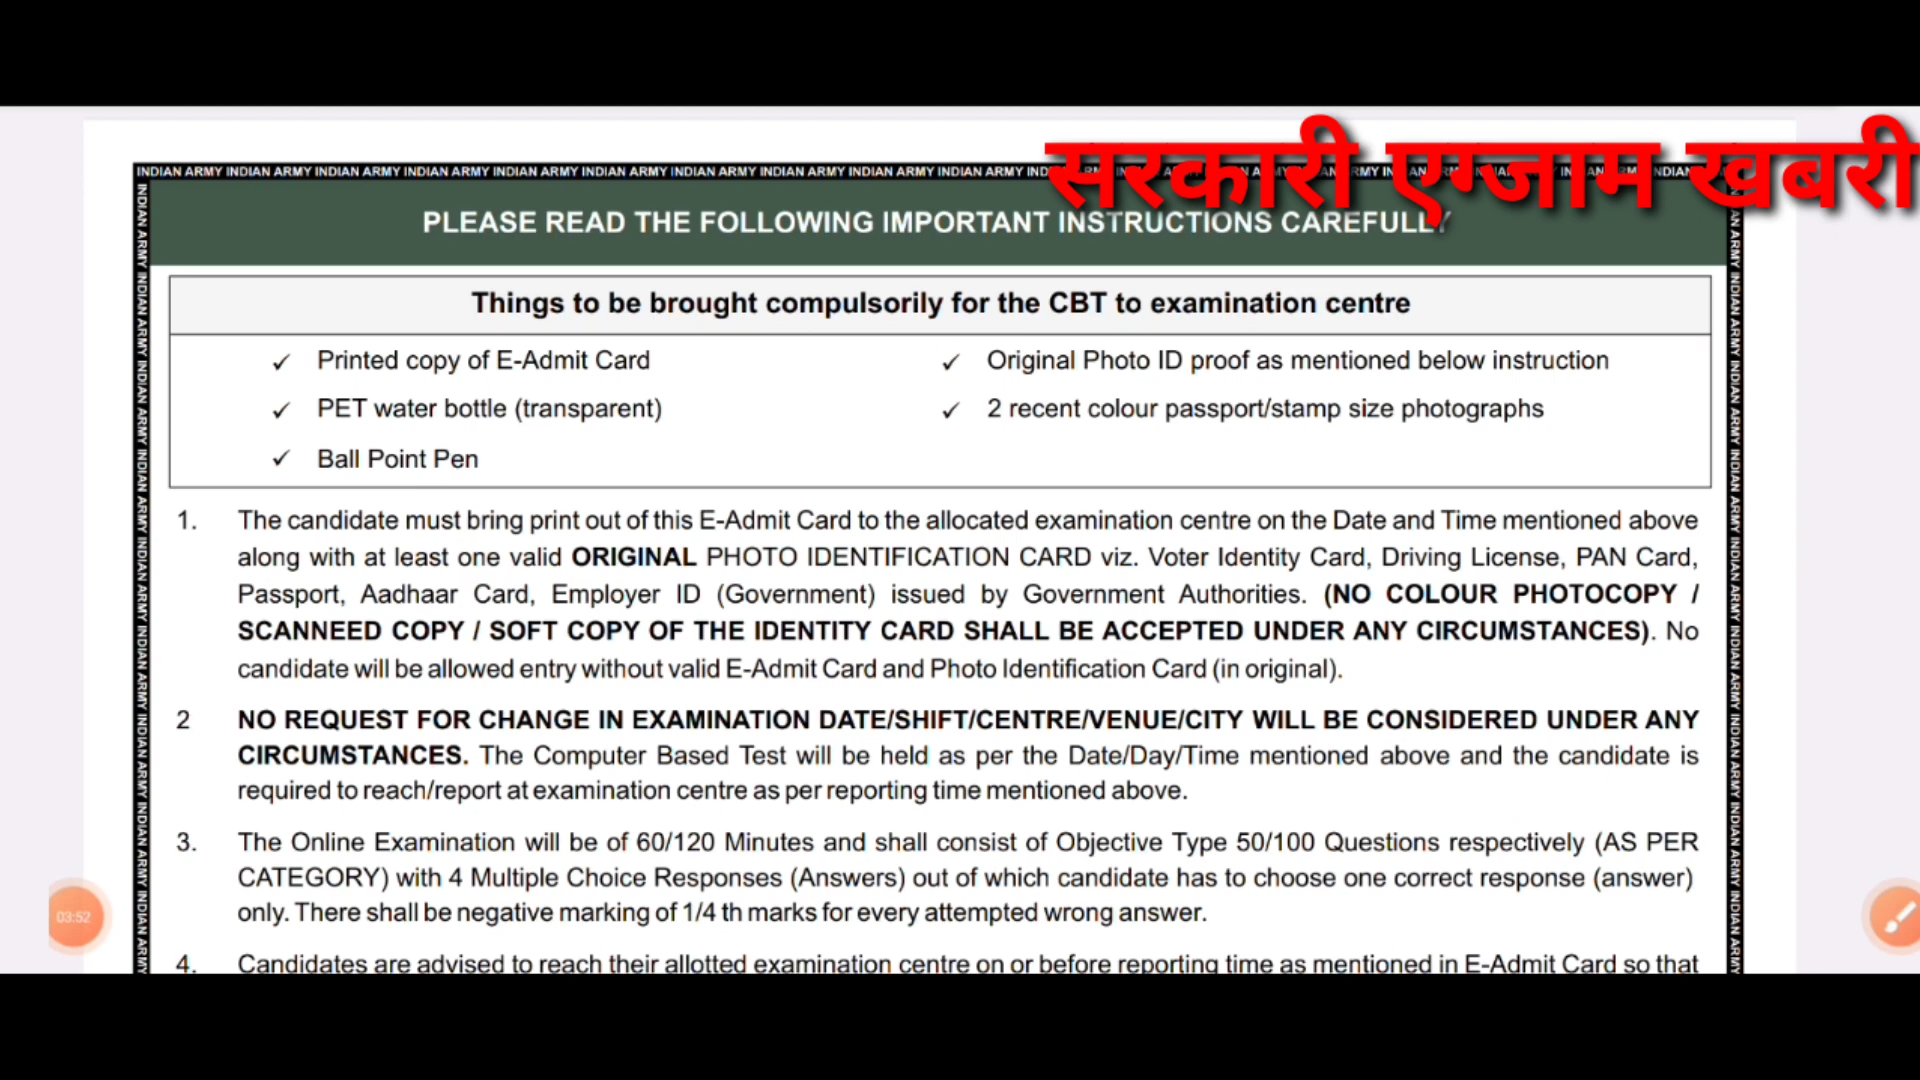 सरकारी एग्जाम खबरी
INDIAN ARMY INDIAN ARMY INDIAN ARMY INDIAN ARMY INDIAN ARMY INDIAN ARMY INDIAN ARMY INDIAN ARMY INDIAN ARMY INDIAN ARMY
PLEASE READ THE FOLLOWING IMPORTANT INSTRUCTIONS CAREFULLY
Things to be brought compulsorily for the CBT to examination centre
✓ Printed copy of E-Admit Card ✓ Original Photo ID proof as mentioned below instruction
✓ PET water bottle (transparent) ✓ 2 recent colour passport/stamp size photographs
✓ Ball Point Pen
1. The candidate must bring print out of this E-Admit Card to the allocated examination centre on the Date and Time mentioned above
along with at least one valid ORIGINAL PHOTO IDENTIFICATION CARD viz. Voter Identity Card, Driving License, PAN Card,
Passport, Aadhaar Card, Employer ID (Government) issued by Government Authorities. (NO COLOUR PHOTOCOPY /
SCANNEED COPY / SOFT COPY OF THE IDENTITY CARD SHALL BE ACCEPTED UNDER ANY CIRCUMSTANCES). No
candidate will be allowed entry without valid E-Admit Card and Photo Identification Card (in original).
2 NO REQUEST FOR CHANGE IN EXAMINATION DATE/SHIFT/CENTRE/VENUE/CITY WILL BE CONSIDERED UNDER ANY
CIRCUMSTANCES. The Computer Based Test will be held as per the Date/Day/Time mentioned above and the candidate is
required to reach/report at examination centre as per reporting time mentioned above.
3. The Online Examination will be of 60/120 Minutes and shall consist of Objective Type 50/100 Questions respectively (AS PER
CATEGORY) with 4 Multiple Choice Responses (Answers) out of which candidate has to choose one correct response (answer)
only. There shall be negative marking of 1/4 th marks for every attempted wrong answer.
03:52
4. Candidates are advised to reach their allotted examination centre on or before reporting time as mentioned in E-Admit Card so that